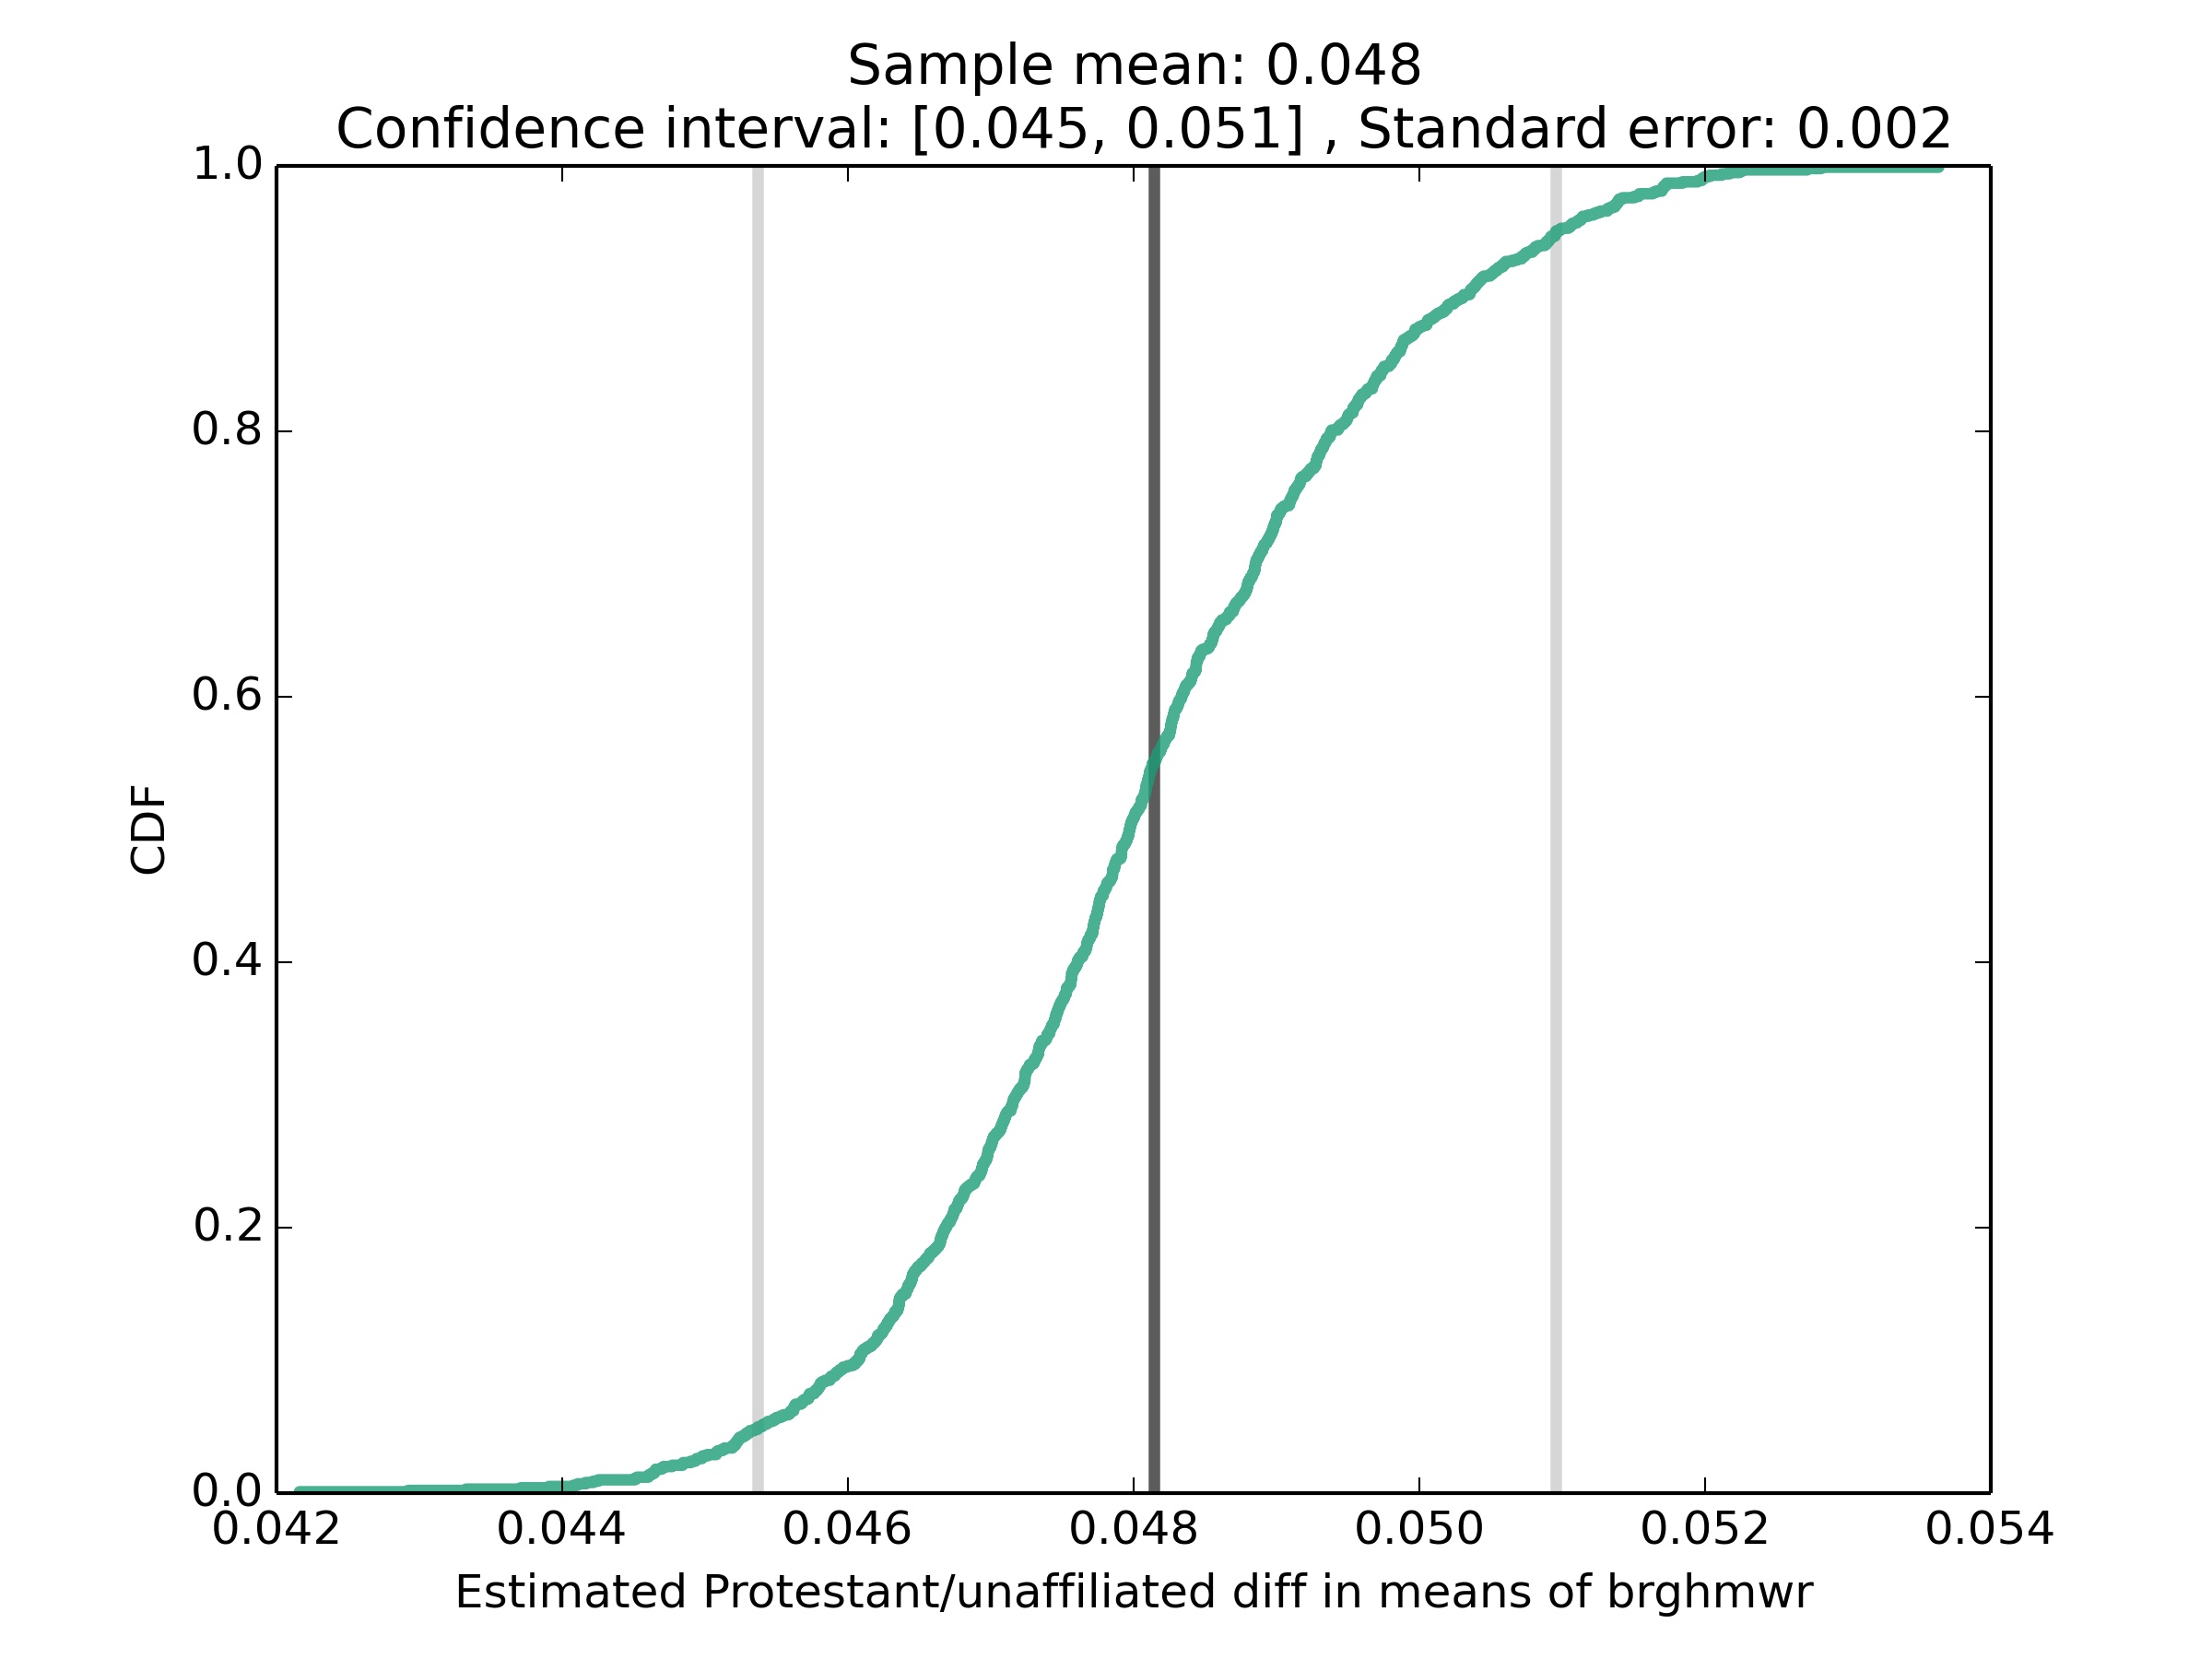 Sample mean: 0.048
Confidence interval: [0.045, 0.051] , Standard error: 0.002
1.0
0.8
0.6
0.4
0.2
0.0
CDF
0.042 0.044 0.046 0.048 0.050 0.052 0.054
Estimated Protestant/unaffiliated diff in means of brghmwr